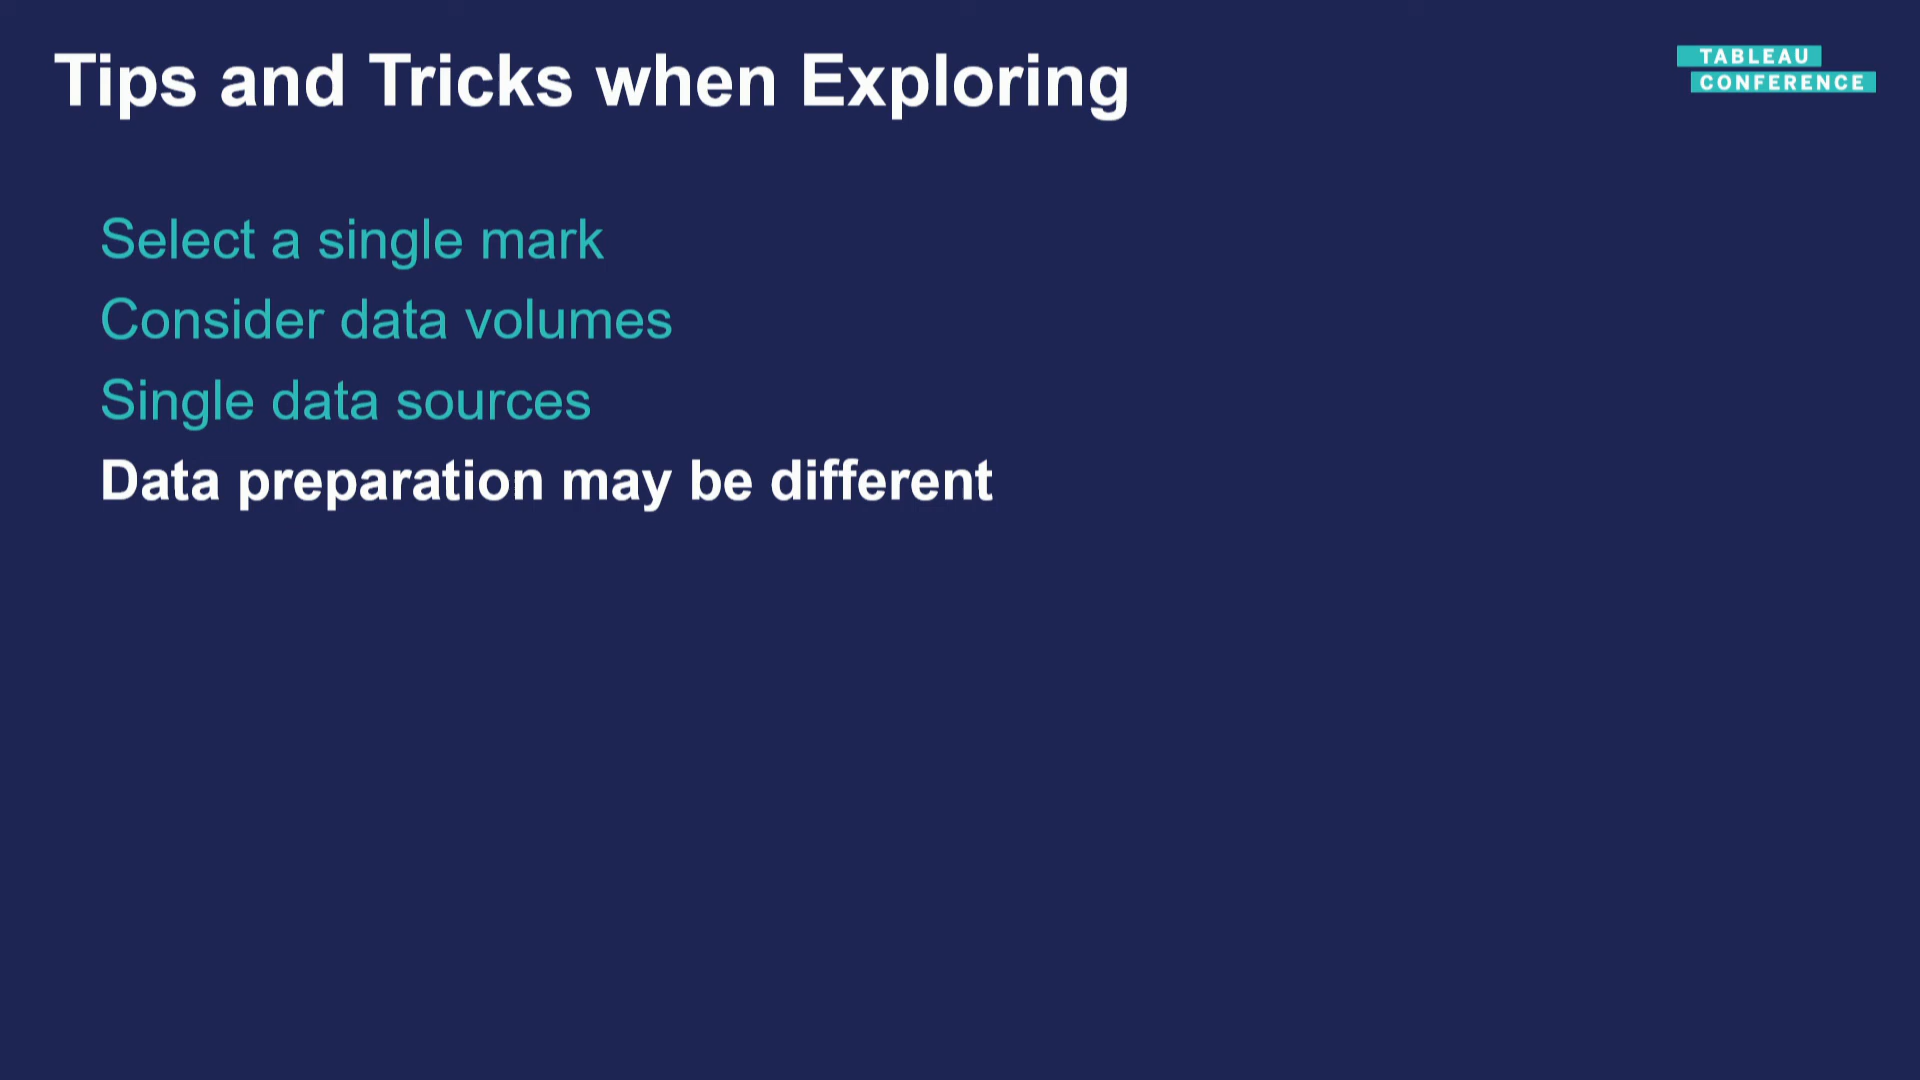 Tips and Tricks when Exploring
TABLEAU
CONFERENCE
Select a single mark
Consider data volumes
Single data sources
Data preparation may be different